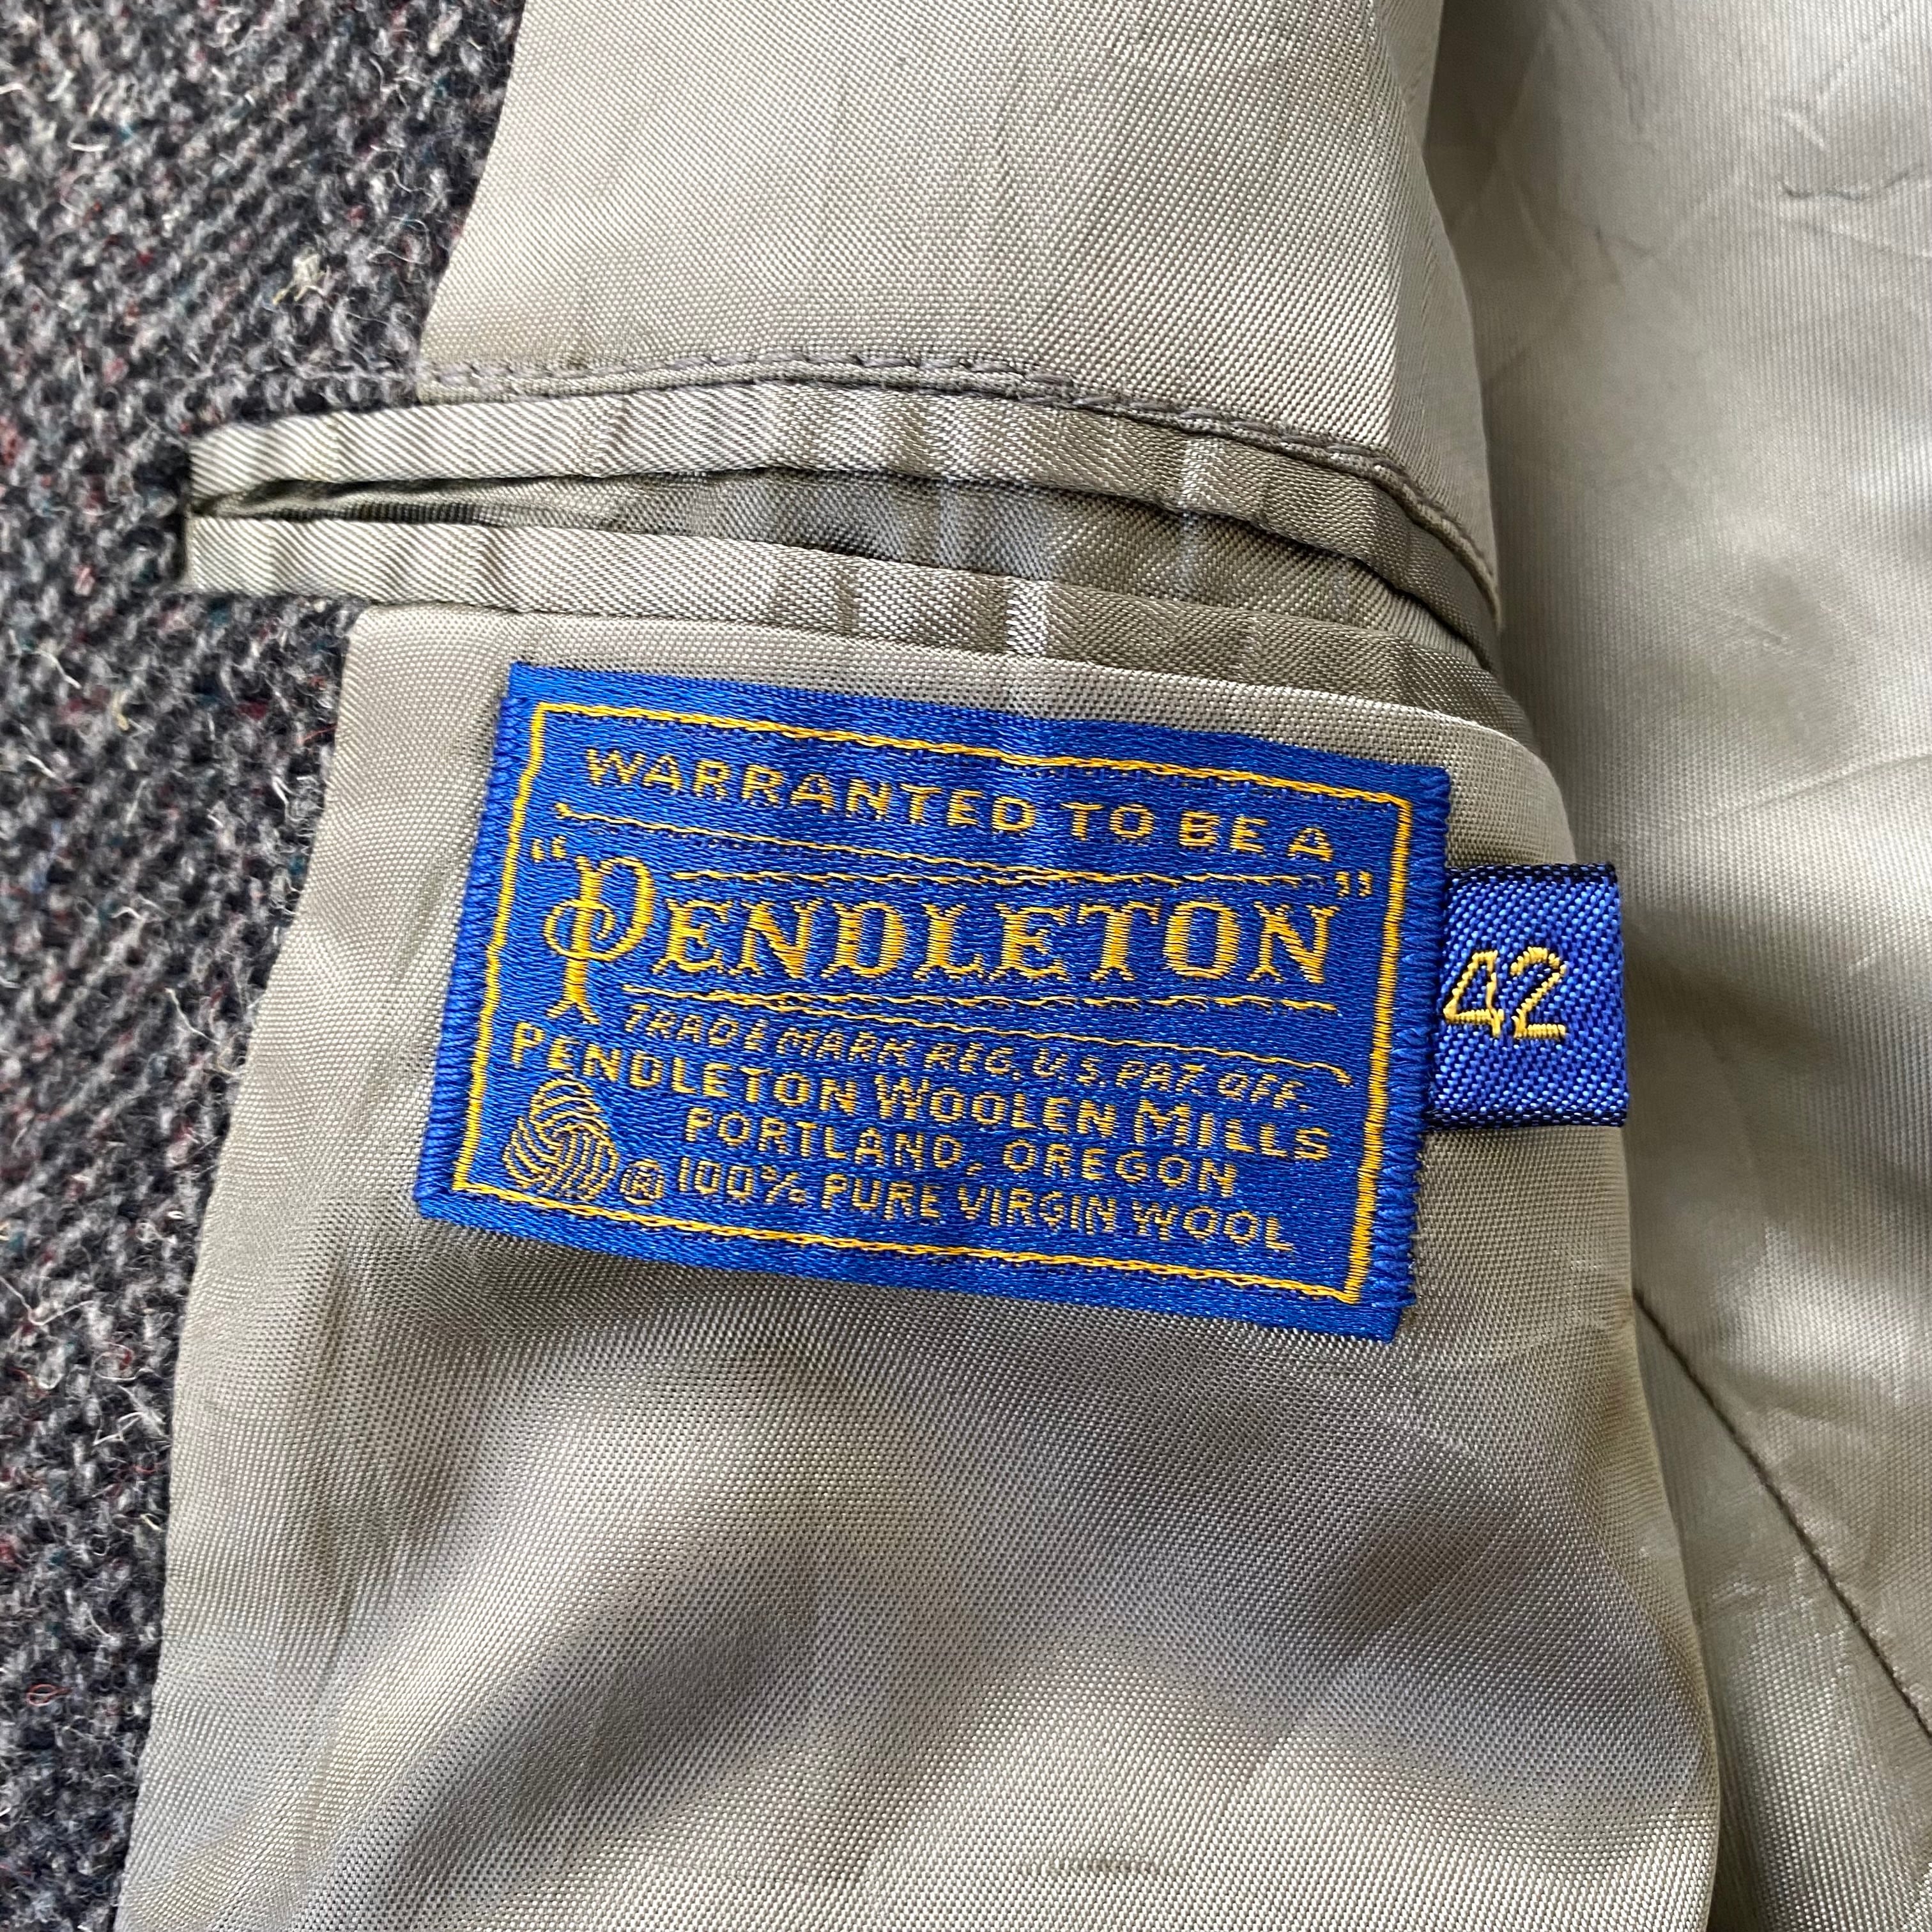 WARRANTED TO BE A
"PENDLETON"
TRADE MARK REG. U.S. PAT. OFF.
PENDLETON WOOLEN MILLS
PORTLAND, OREGON
® 100% PURE VIRGIN WOOL
42